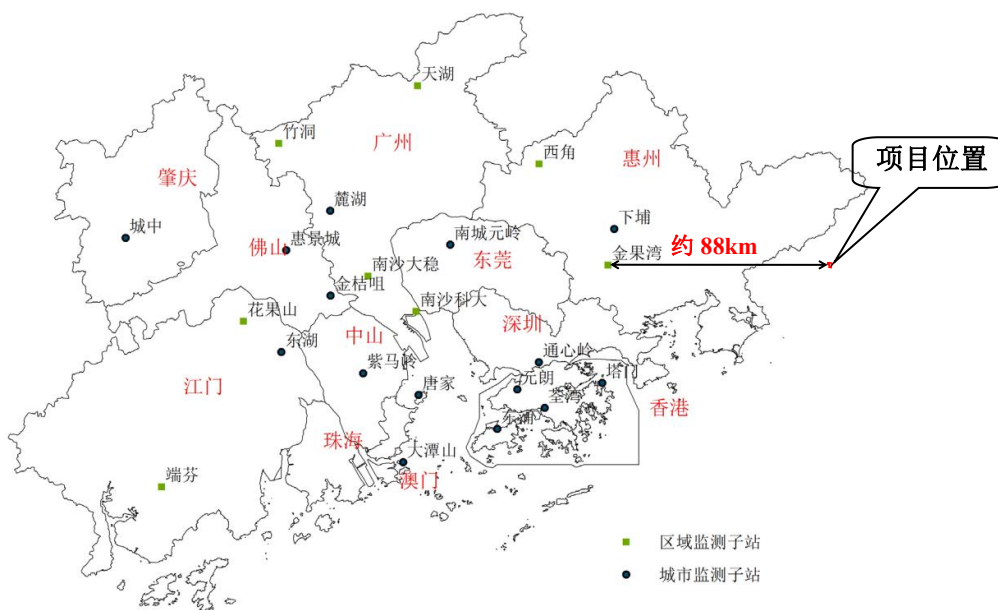 天湖
竹洞
广州
西角
惠州
项目位置
肇庆
麓湖
下埔
城中
惠景城
南城元岭
佛山
东莞
约 88km
金果湾
南沙大稳
金桔咀
南沙科大
花果山
深圳
中山
东湖
通心岭
紫马岭
元朗
塔门
江门
唐家
荃湾
香港
东涌
珠海
大潭山
澳门
端芬
区域监测子站
城市监测子站